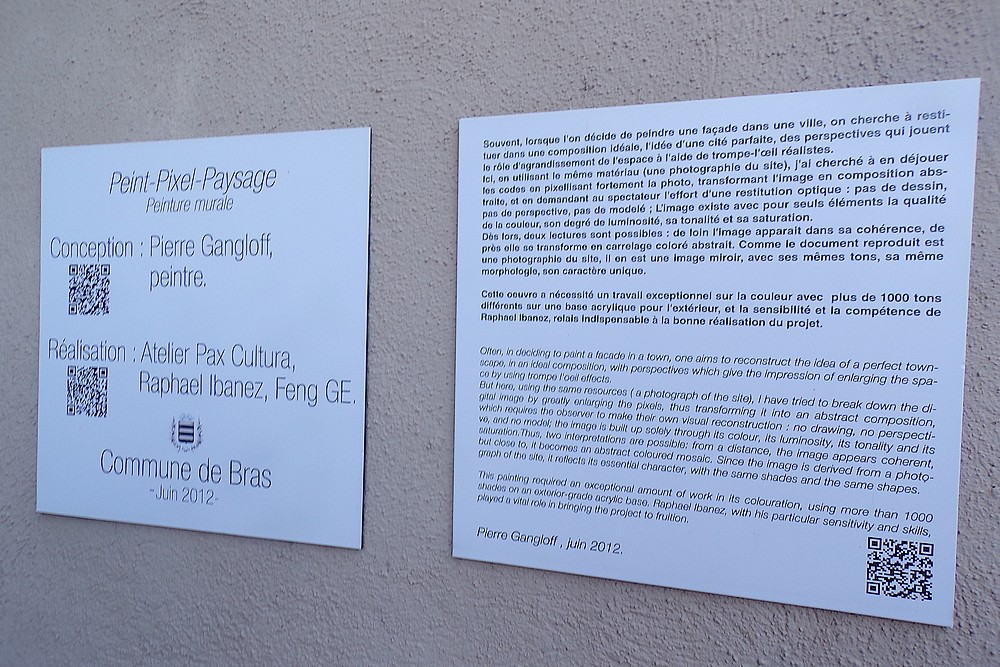 Peint-Pixel-Paysage
Peinture murale
Conception : Pierre Gangloff,
peintre.
Réalisation : Atelier Pax Cultura,
Raphael Ibanez, Feng GE.
Commune de Bras
-Juin 2012-
Souvent, lorsque l'on décide de peindre une façade dans une ville, on cherche à resti-
tuer dans une composition idéale, l'idée d'une cité parfaite, des perspectives qui jouent
le rôle d'agrandissement de l'espace à l'aide de trompe-l'œil réalistes.
Ici, en utilisant le même matériau (une photographie du site), j'ai cherché à en déjouer
les codes en pixellisant fortement la photo, transformant l'image en composition abs-
traite, et en demandant au spectateur l'effort d'une restitution optique : pas de dessin,
pas de perspective, pas de modelé ; L'image existe avec pour seuls éléments la qualité
de la couleur, son degré de luminosité, sa tonalité et sa saturation.
Dès lors, deux lectures sont possibles : de loin l'image apparait dans sa cohérence, de
près elle se transforme en carrelage coloré abstrait. Comme le document reproduit est
une photographie du site, il en est une image miroir, avec ses mêmes tons, sa même
morphologie, son caractère unique.
Cette oeuvre a nécessité un travail exceptionnel sur la couleur avec plus de 1000 tons
différents sur une base acrylique pour l'extérieur, et la sensibilité et la compétence de
Raphael Ibanez, relais indispensable à la bonne réalisation du projet.
Often, in deciding to paint a facade in a town, one aims to reconstruct the idea of a perfect town-
scape, in an ideal composition, with perspectives which give the impression of enlarging the spa-
ce by using trompe l'oeil effects.
But here, using the same resources ( a photograph of the site), I have tried to break down the di-
gital image by greatly enlarging the pixels, thus transforming it into an abstract composition,
which requires the observer to make their own visual reconstruction : no drawing, no perspecti-
ve, and no model; the image is built up solely through its colour, its luminosity, its tonality and its
saturation.Thus, two interpretations are possible: from a distance, the image appears coherent,
but close to, it becomes an abstract coloured mosaic. Since the image is derived from a photo-
graph of the site, it reflects its essential character, with the same shades and the same shapes.
This painting required an exceptional amount of work in its colouration, using more than 1000
shades on an exterior-grade acrylic base. Raphael Ibanez, with his particular sensitivity and skills,
played a vital role in bringing the project to fruition.
Pierre Gangloff , juin 2012.